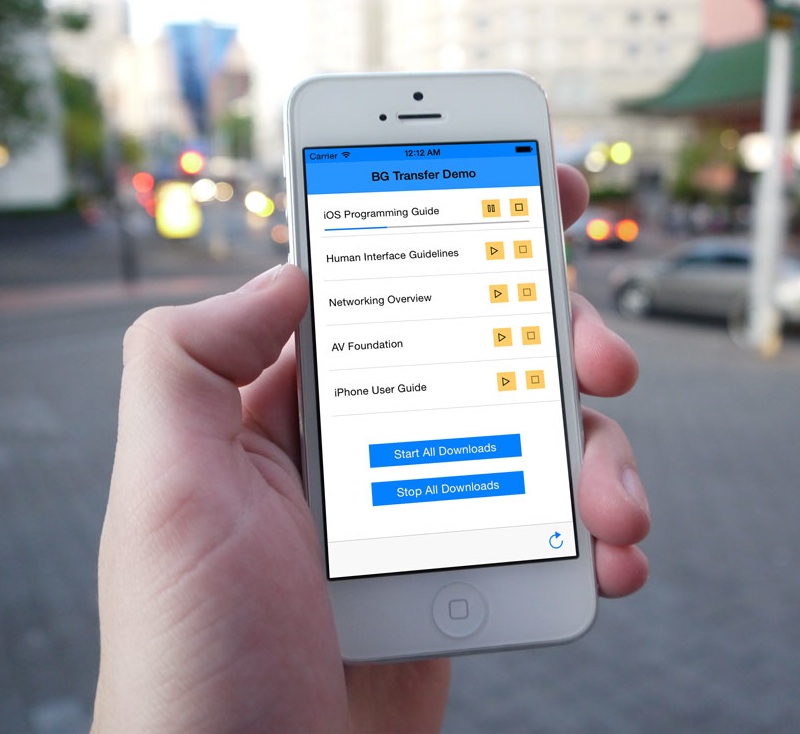 Carrier 12:12 AM
BG Transfer Demo
iOS Programming Guide
Human Interface Guidelines
Networking Overview
AV Foundation
iPhone User Guide
Start All Downloads
Stop All Downloads